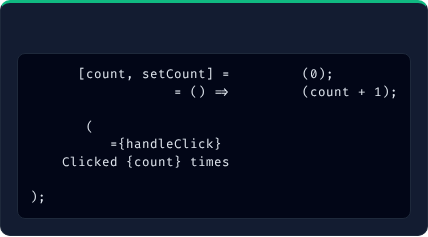 [count, setCount] = (0);
= () => (count + 1);
(
={handleClick}
Clicked {count} times
);